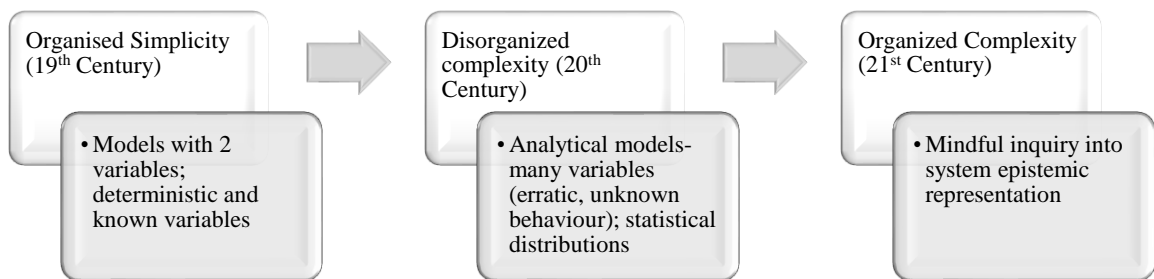 Organised Simplicity
(19th Century)
• Models with 2
variables;
deterministic and
known variables
Disorganized
complexity (20th
Century)
• Analytical models-
many variables
(erratic, unknown
behaviour); statistical
distributions
Organized Complexity
(21st Century)
• Mindful inquiry into
system epistemic
representation